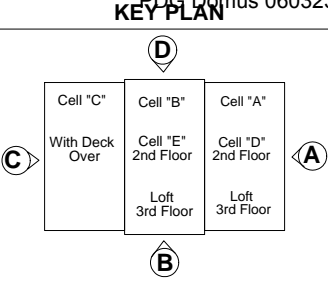 KEY PLAN
D
Cell "C"
Cell "B"
Cell "A"
With Deck
Over
Cell "E"
2nd Floor
Cell "D"
2nd Floor
C
A
Loft
3rd Floor
Loft
3rd Floor
B